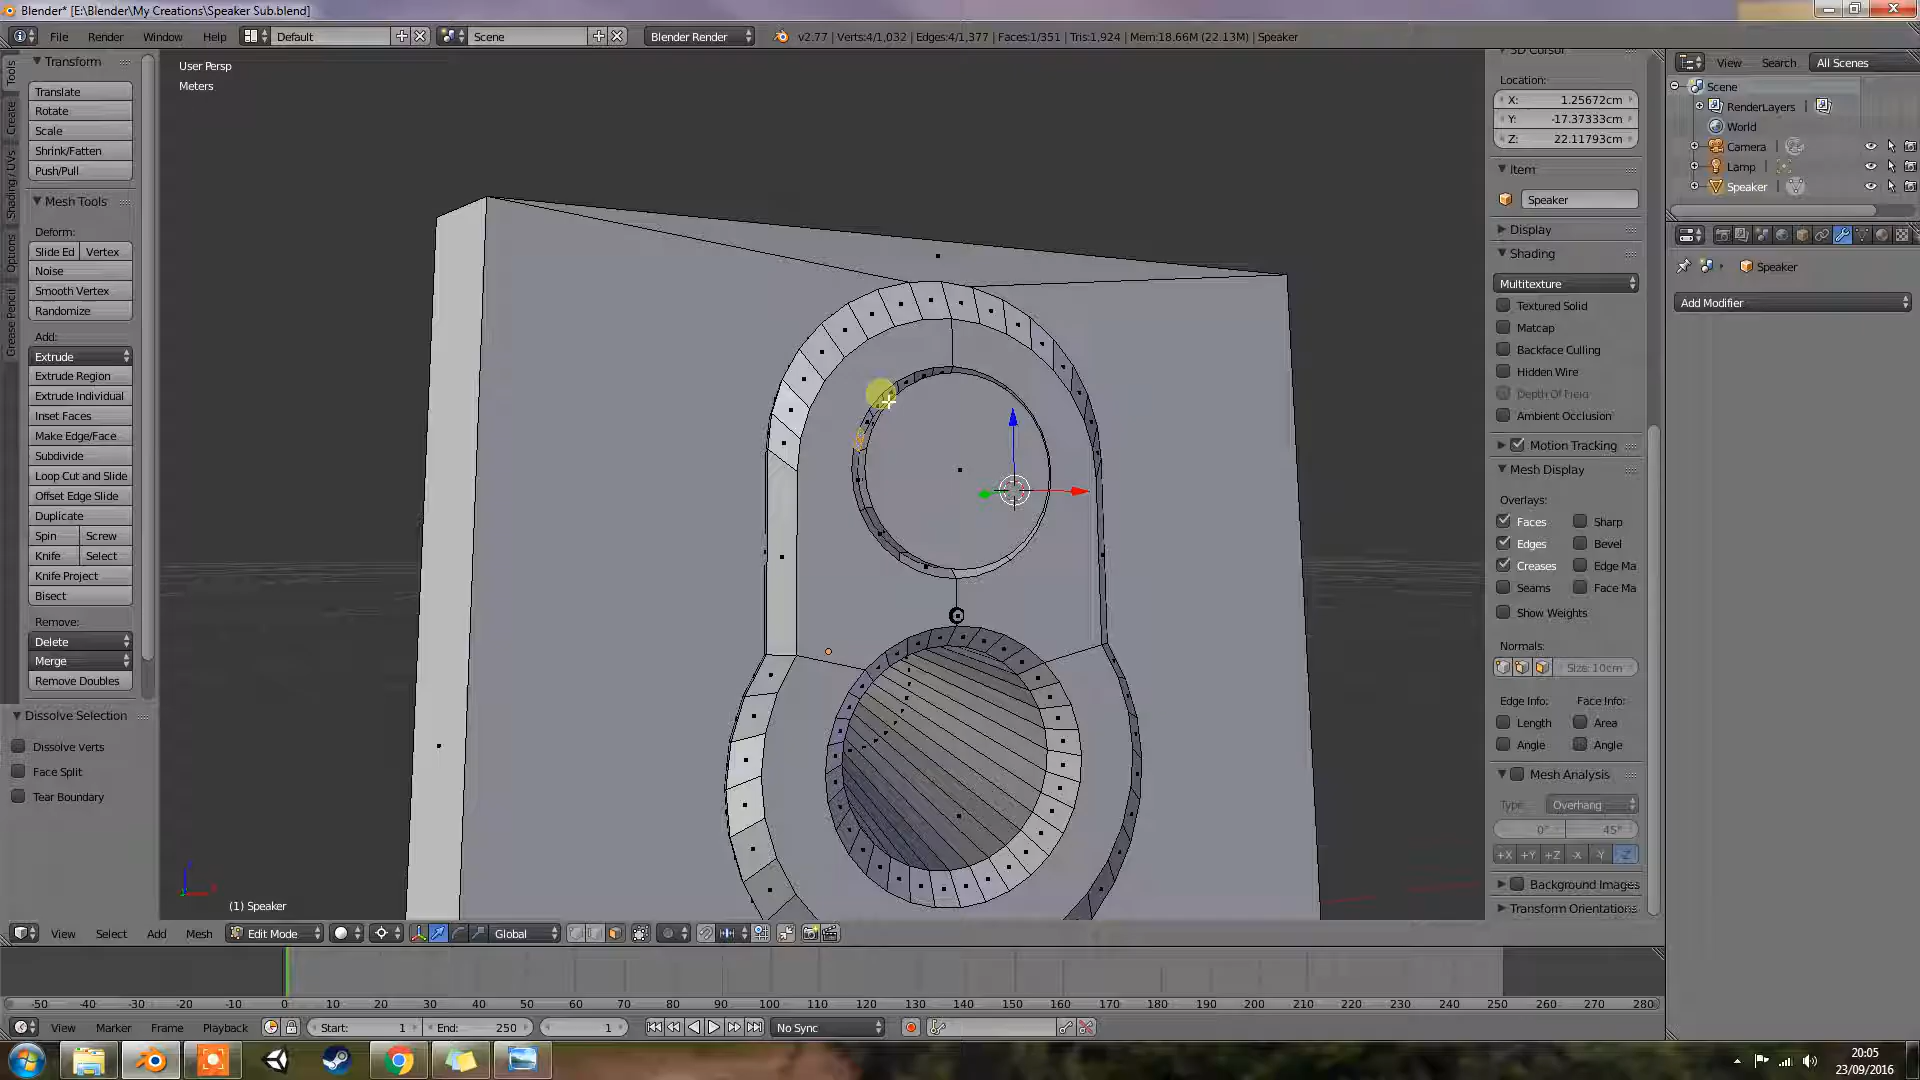 Blender* [E:\Blender\My Creations\Speaker Sub.blend]
File Render Window Help Default Scene Blender Render v2.77 | Verts:4/1,032 | Edges:4/1,377 | Faces:1/351 | Tris:1,924 | Mem:18.66M (22.13M) | Speaker
Tools
Create
Shading / UVs
Options
Grease Pencil
Transform
Translate
Rotate
Scale
Shrink/Fatten
Push/Pull
Mesh Tools
Deform:
Slide Ed Vertex
Noise
Smooth Vertex
Randomize
Add:
Extrude
Extrude Region
Extrude Individual
Inset Faces
Make Edge/Face
Subdivide
Loop Cut and Slide
Offset Edge Slide
Duplicate
Spin Screw
Knife Select
Knife Project
Bisect
Remove:
Delete
Merge
Remove Doubles
Dissolve Selection
Dissolve Verts
Face Split
Tear Boundary
User Persp
Meters
(1) Speaker
3D Cursor
Location:
X: 1.25672cm
Y: -17.37333cm
Z: 22.11793cm
Item
Speaker
Display
Shading
Multitexture
Textured Solid
Matcap
Backface Culling
Hidden Wire
Depth Of Field
Ambient Occlusion
Motion Tracking
Mesh Display
Overlays:
Faces Sharp
Edges Bevel
Creases Edge Ma
Seams Face Ma
Show Weights
Normals:
Size: 10cm
Edge Info: Face Info:
Length Area
Angle Angle
Mesh Analysis
Type: Overhang
0° 45°
+X +Y +Z -X -Y -Z
Background Images
Transform Orientations
View Search All Scenes
Scene
RenderLayers
World
Camera
Lamp
Speaker
Speaker
Add Modifier
View Select Add Mesh Edit Mode Global
-50 -40 -30 -20 -10 0 10 20 30 40 50 60 70 80 90 100 110 120 130 140 150 160 170 180 190 200 210 220 230 240 250 260 270 280
View Marker Frame Playback Start: 1 End: 250 1 No Sync
20:05
23/09/2016